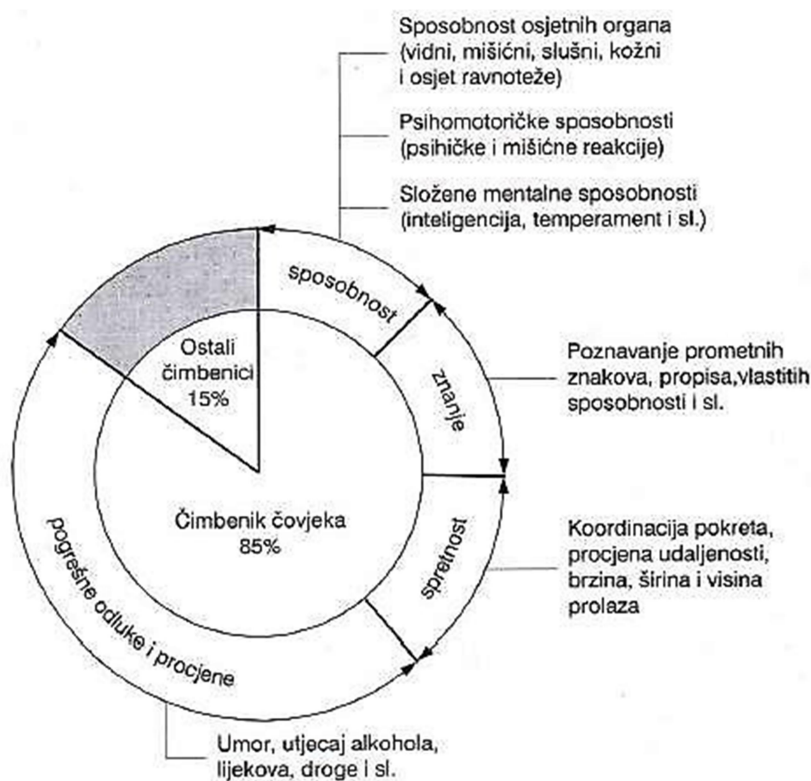 Sposobnost osjetnih organa
(vidni, mišićni, slušni, kožni
i osjet ravnoteže)
Psihomotoričke sposobnosti
(psihičke i mišićne reakcije)
Složene mentalne sposobnosti
(inteligencija, temperament i sl.)
sposobnost
Ostali
čimbenici
15%
znanje
Poznavanje prometnih
znakova, propisa,vlastitih
sposobnosti i sl.
Čimbenik čovjeka
85%
spretnost
Koordinacija pokreta,
procjena udaljenosti,
brzina, širina i visina
prolaza
pogrešne odluke i procjene
Umor, utjecaj alkohola,
lijekova, droge i sl.